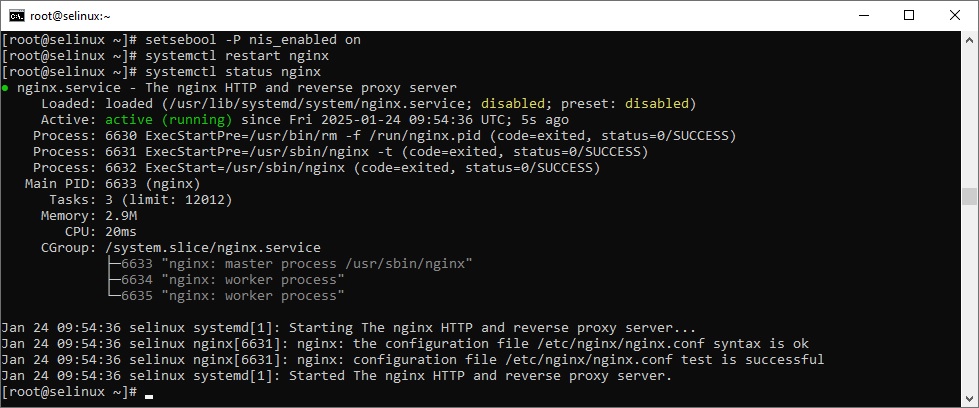 root@selinux:~
[root@selinux ~]# setsebool -P nis_enabled on
[root@selinux ~]# systemctl restart nginx
[root@selinux ~]# systemctl status nginx
● nginx.service - The nginx HTTP and reverse proxy server
     Loaded: loaded (/usr/lib/systemd/system/nginx.service; disabled; preset: disabled)
     Active: active (running) since Fri 2025-01-24 09:54:36 UTC; 5s ago
    Process: 6630 ExecStartPre=/usr/bin/rm -f /run/nginx.pid (code=exited, status=0/SUCCESS)
    Process: 6631 ExecStartPre=/usr/sbin/nginx -t (code=exited, status=0/SUCCESS)
    Process: 6632 ExecStart=/usr/sbin/nginx (code=exited, status=0/SUCCESS)
   Main PID: 6633 (nginx)
      Tasks: 3 (limit: 12012)
     Memory: 2.9M
        CPU: 20ms
     CGroup: /system.slice/nginx.service
             ├─6633 "nginx: master process /usr/sbin/nginx"
             ├─6634 "nginx: worker process"
             └─6635 "nginx: worker process"
Jan 24 09:54:36 selinux systemd[1]: Starting The nginx HTTP and reverse proxy server...
Jan 24 09:54:36 selinux nginx[6631]: nginx: the configuration file /etc/nginx/nginx.conf syntax is ok
Jan 24 09:54:36 selinux nginx[6631]: nginx: configuration file /etc/nginx/nginx.conf test is successful
Jan 24 09:54:36 selinux systemd[1]: Started The nginx HTTP and reverse proxy server.
[root@selinux ~]#